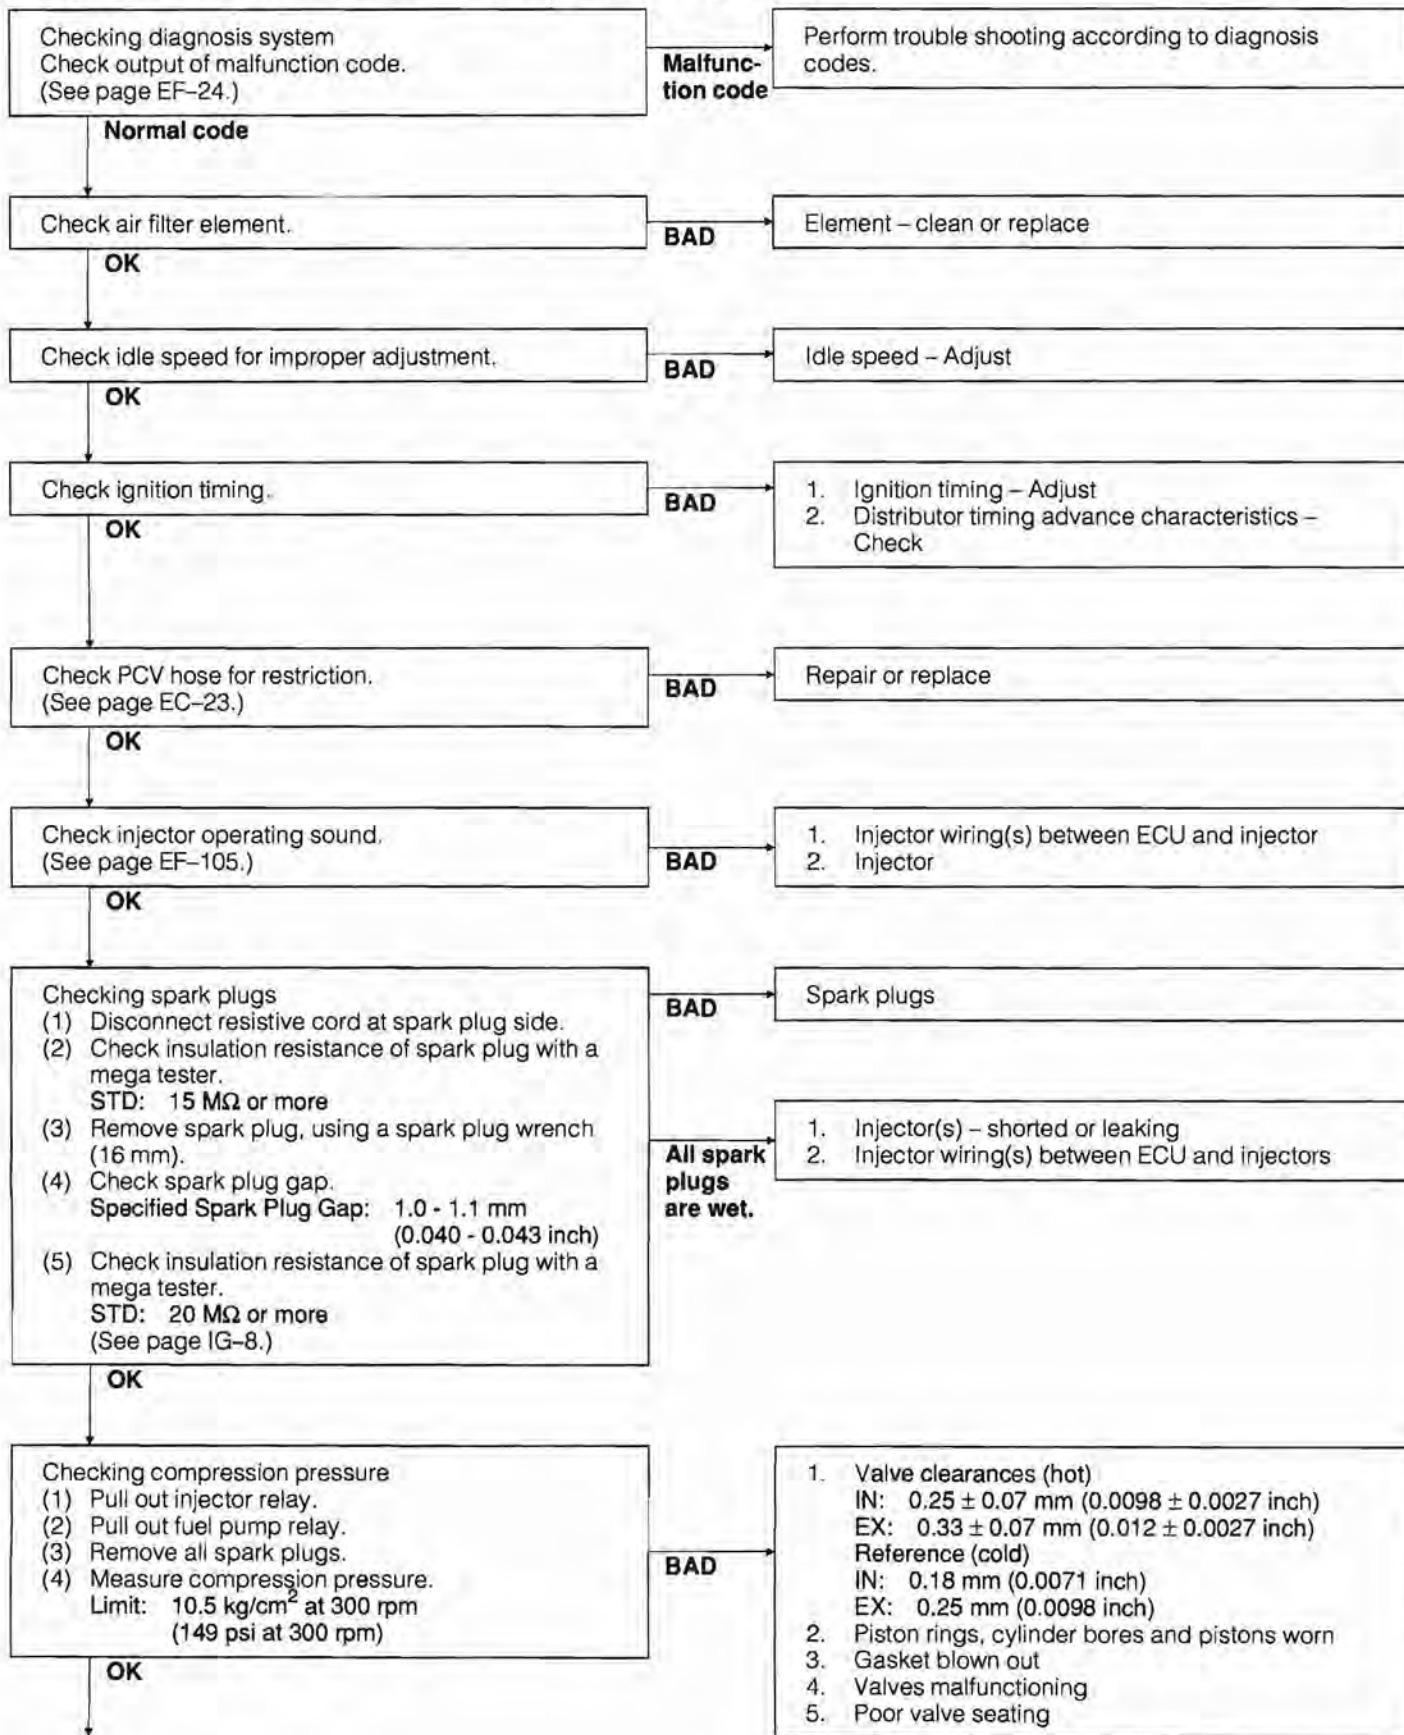 Checking diagnosis system
Check output of malfunction code.
(See page EF–24.)
Malfunc-
tion code
Perform trouble shooting according to diagnosis
codes.
Normal code
Check air filter element.
BAD
Element – clean or replace
OK
Check idle speed for improper adjustment.
BAD
Idle speed – Adjust
OK
Check ignition timing.
BAD
1. Ignition timing – Adjust
2. Distributor timing advance characteristics –
Check
OK
Check PCV hose for restriction.
(See page EC–23.)
BAD
Repair or replace
OK
Check injector operating sound.
(See page EF–105.)
BAD
1. Injector wiring(s) between ECU and injector
2. Injector
OK
Checking spark plugs
(1) Disconnect resistive cord at spark plug side.
(2) Check insulation resistance of spark plug with a
mega tester.
STD: 15 MΩ or more
(3) Remove spark plug, using a spark plug wrench
(16 mm).
(4) Check spark plug gap.
Specified Spark Plug Gap: 1.0 - 1.1 mm
(0.040 - 0.043 inch)
(5) Check insulation resistance of spark plug with a
mega tester.
STD: 20 MΩ or more
(See page IG–8.)
BAD
Spark plugs
All spark
plugs
are wet.
1. Injector(s) – shorted or leaking
2. Injector wiring(s) between ECU and injectors
OK
Checking compression pressure
(1) Pull out injector relay.
(2) Pull out fuel pump relay.
(3) Remove all spark plugs.
(4) Measure compression pressure.
Limit: 10.5 kg/cm² at 300 rpm
(149 psi at 300 rpm)
BAD
1. Valve clearances (hot)
IN: 0.25 ± 0.07 mm (0.0098 ± 0.0027 inch)
EX: 0.33 ± 0.07 mm (0.012 ± 0.0027 inch)
Reference (cold)
IN: 0.18 mm (0.0071 inch)
EX: 0.25 mm (0.0098 inch)
2. Piston rings, cylinder bores and pistons worn
3. Gasket blown out
4. Valves malfunctioning
5. Poor valve seating
OK